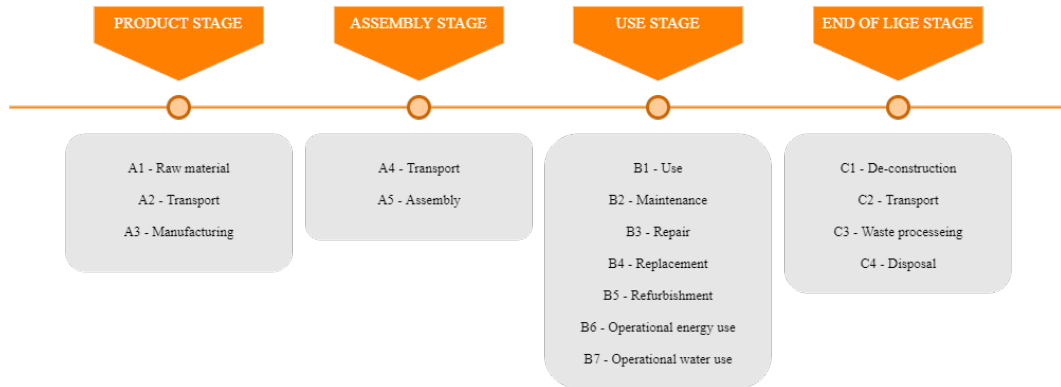 PRODUCT STAGE
ASSEMBLY STAGE
USE STAGE
END OF LIGE STAGE
A1 - Raw material
A2 - Transport
A3 - Manufacturing
A4 - Transport
A5 - Assembly
B1 - Use
B2 - Maintenance
B3 - Repair
B4 - Replacement
B5 - Refurbishment
B6 - Operational energy use
B7 - Operational water use
C1 - De-construction
C2 - Transport
C3 - Waste processeing
C4 - Disposal